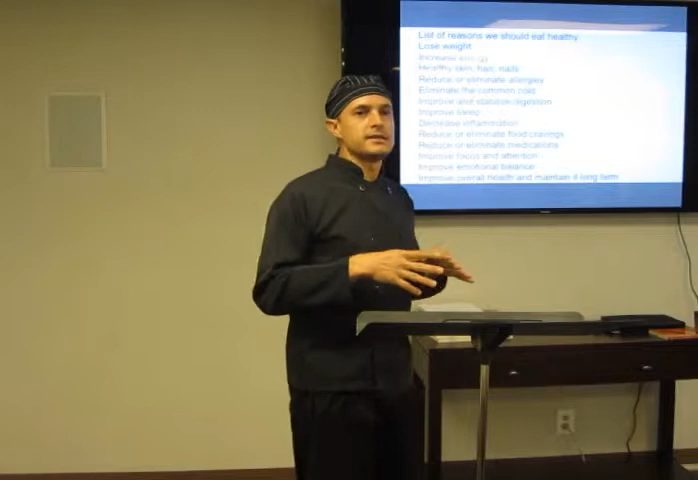 List of reasons we should eat healthy
Lose weight
Increase energy
Healthy skin, hair, nails
Reduce or eliminate allergies
Eliminate the common cold
Improve and stabilize digestion
Improve sleep
Decrease inflammation
Reduce or eliminate food cravings
Reduce or eliminate medications
Improve focus and attention
Improve emotional balance
Improve overall health and maintain it long term